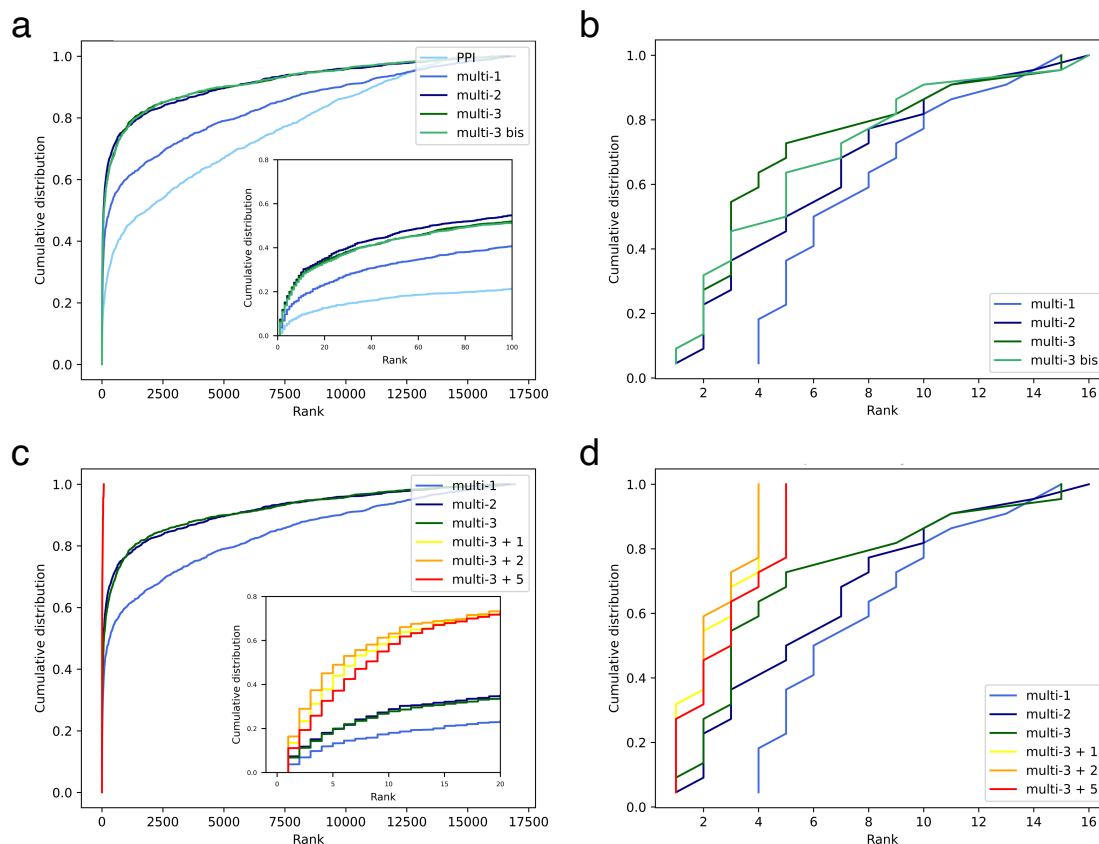 a
1.0
0.8
0.6
0.4
0.2
0.0
Cumulative distribution
0 2500 5000 7500 10000 12500 15000 17500
Rank
PPI
multi-1
multi-2
multi-3
multi-3 bis
0.8
0.6
0.4
0.2
0.0
Cumulative distribution
0 20 40 60 80 100
Rank
b
1.0
0.8
0.6
0.4
0.2
0.0
Cumulative distribution
2 4 6 8 10 12 14 16
Rank
multi-1
multi-2
multi-3
multi-3 bis
c
1.0
0.8
0.6
0.4
0.2
0.0
Cumulative distribution
0 2500 5000 7500 10000 12500 15000 17500
Rank
multi-1
multi-2
multi-3
multi-3 + 1
multi-3 + 2
multi-3 + 5
0.8
0.6
0.4
0.2
0.0
Cumulative distribution
0 5 10 15 20
Rank
d
1.0
0.8
0.6
0.4
0.2
0.0
Cumulative distribution
2 4 6 8 10 12 14 16
Rank
multi-1
multi-2
multi-3
multi-3 + 1
multi-3 + 2
multi-3 + 5